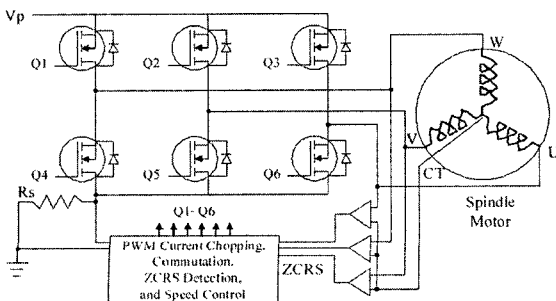 Vp
Q1
Q2
Q3
W
V
U
CT
Q4
Q5
Q6
Rs
Spindle
Motor
Q1- Q6
PWM Current Chopping,
Commutation,
ZCRS Detection,
and Speed Control
ZCRS